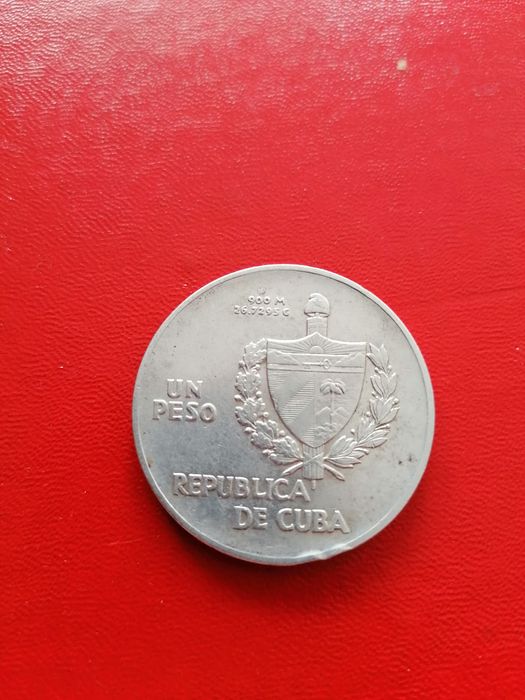 900 M
26.7295 G
UN
PESO
REPUBLICA
DE CUBA